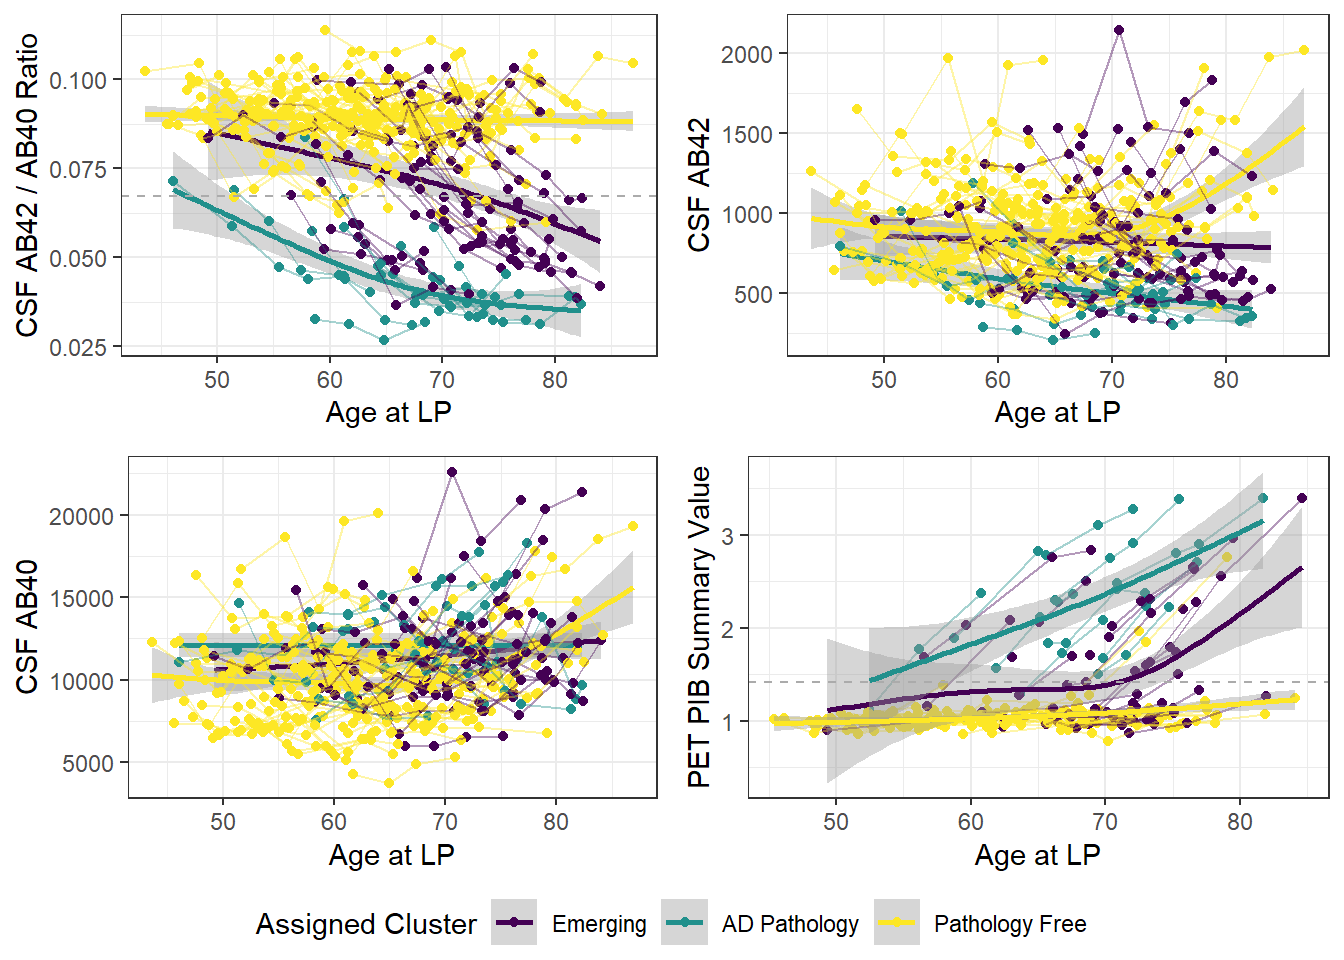 CSF AB42 / AB40 Ratio
0.100
0.075
0.050
0.025
50 60 70 80
Age at LP
CSF AB42
2000
1500
1000
500
50 60 70 80
Age at LP
CSF AB40
20000
15000
10000
5000
50 60 70 80
Age at LP
PET PIB Summary Value
3
2
1
50 60 70 80
Age at LP
Assigned Cluster Emerging AD Pathology Pathology Free